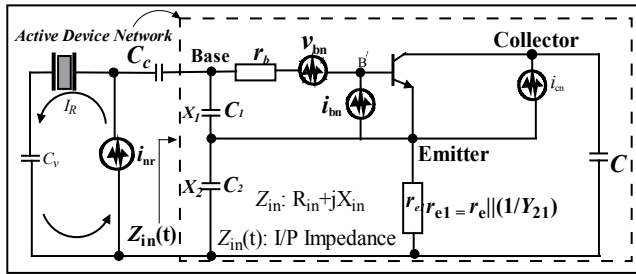 Active Device Network
C_c
Base
r_b
v_bn
B'
Collector
i_cn
I_R
X_1
C_1
i_bn
C_v
i_nr
Emitter
X_2
C_2
C
Z_in: R_in+jX_in
r_e1 = r_e||(1/Y_21)
Z_in(t)
Z_in(t): I/P Impedance